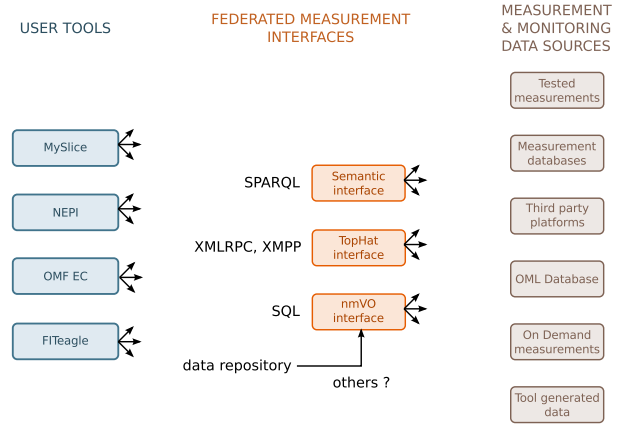 USER TOOLS
FEDERATED MEASUREMENT
INTERFACES
MEASUREMENT
& MONITORING
DATA SOURCES
MySlice
NEPI
OMF EC
FITeagle
SPARQL
Semantic
interface
XMLRPC, XMPP
TopHat
interface
SQL
nmVO
interface
data repository
others ?
Tested
measurements
Measurement
databases
Third party
platforms
OML Database
On Demand
measurements
Tool generated
data